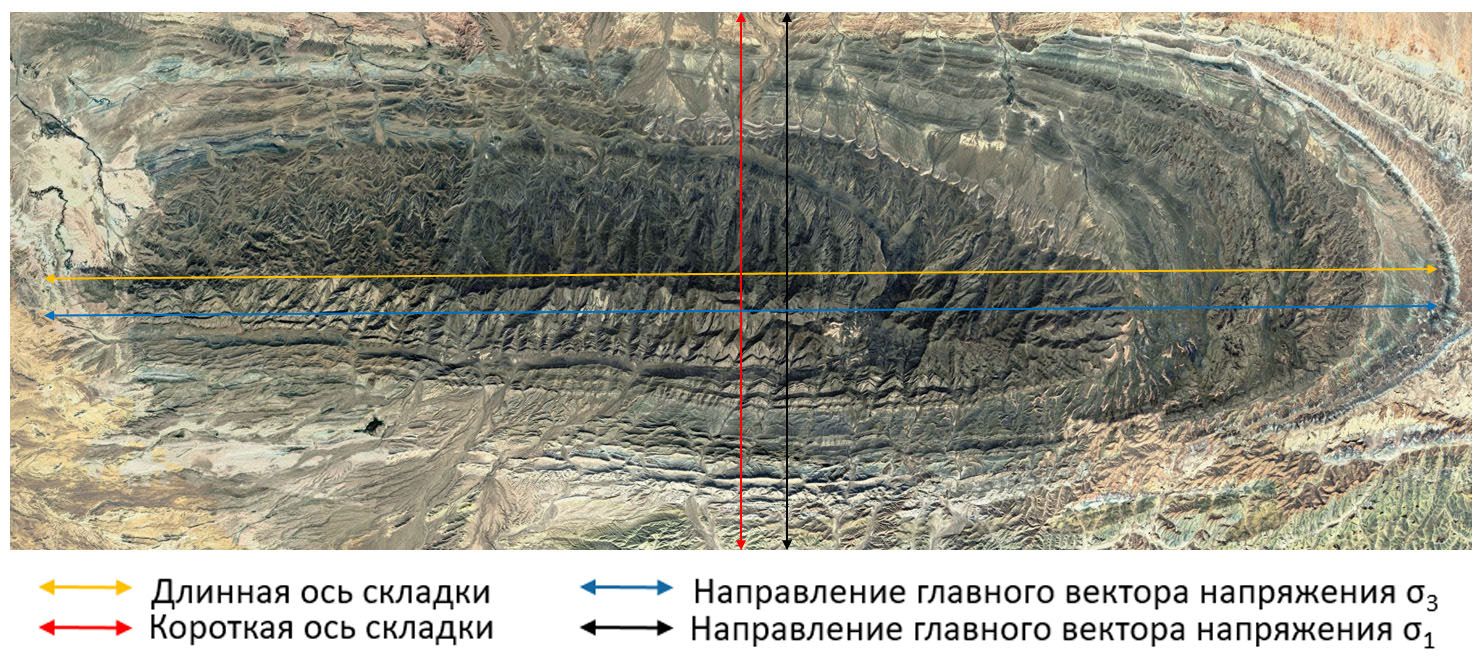 Длинная ось складки
Короткая ось складки
Направление главного вектора напряжения σ3
Направление главного вектора напряжения σ1